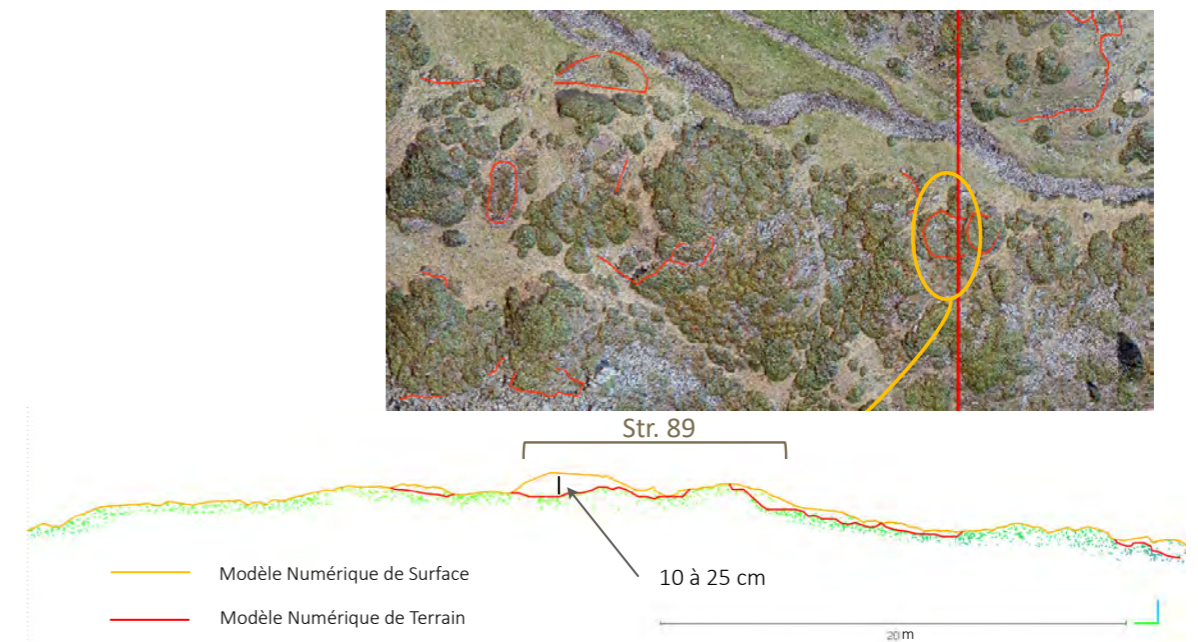 Str. 89
10 à 25 cm
Modèle Numérique de Surface
Modèle Numérique de Terrain
20 m